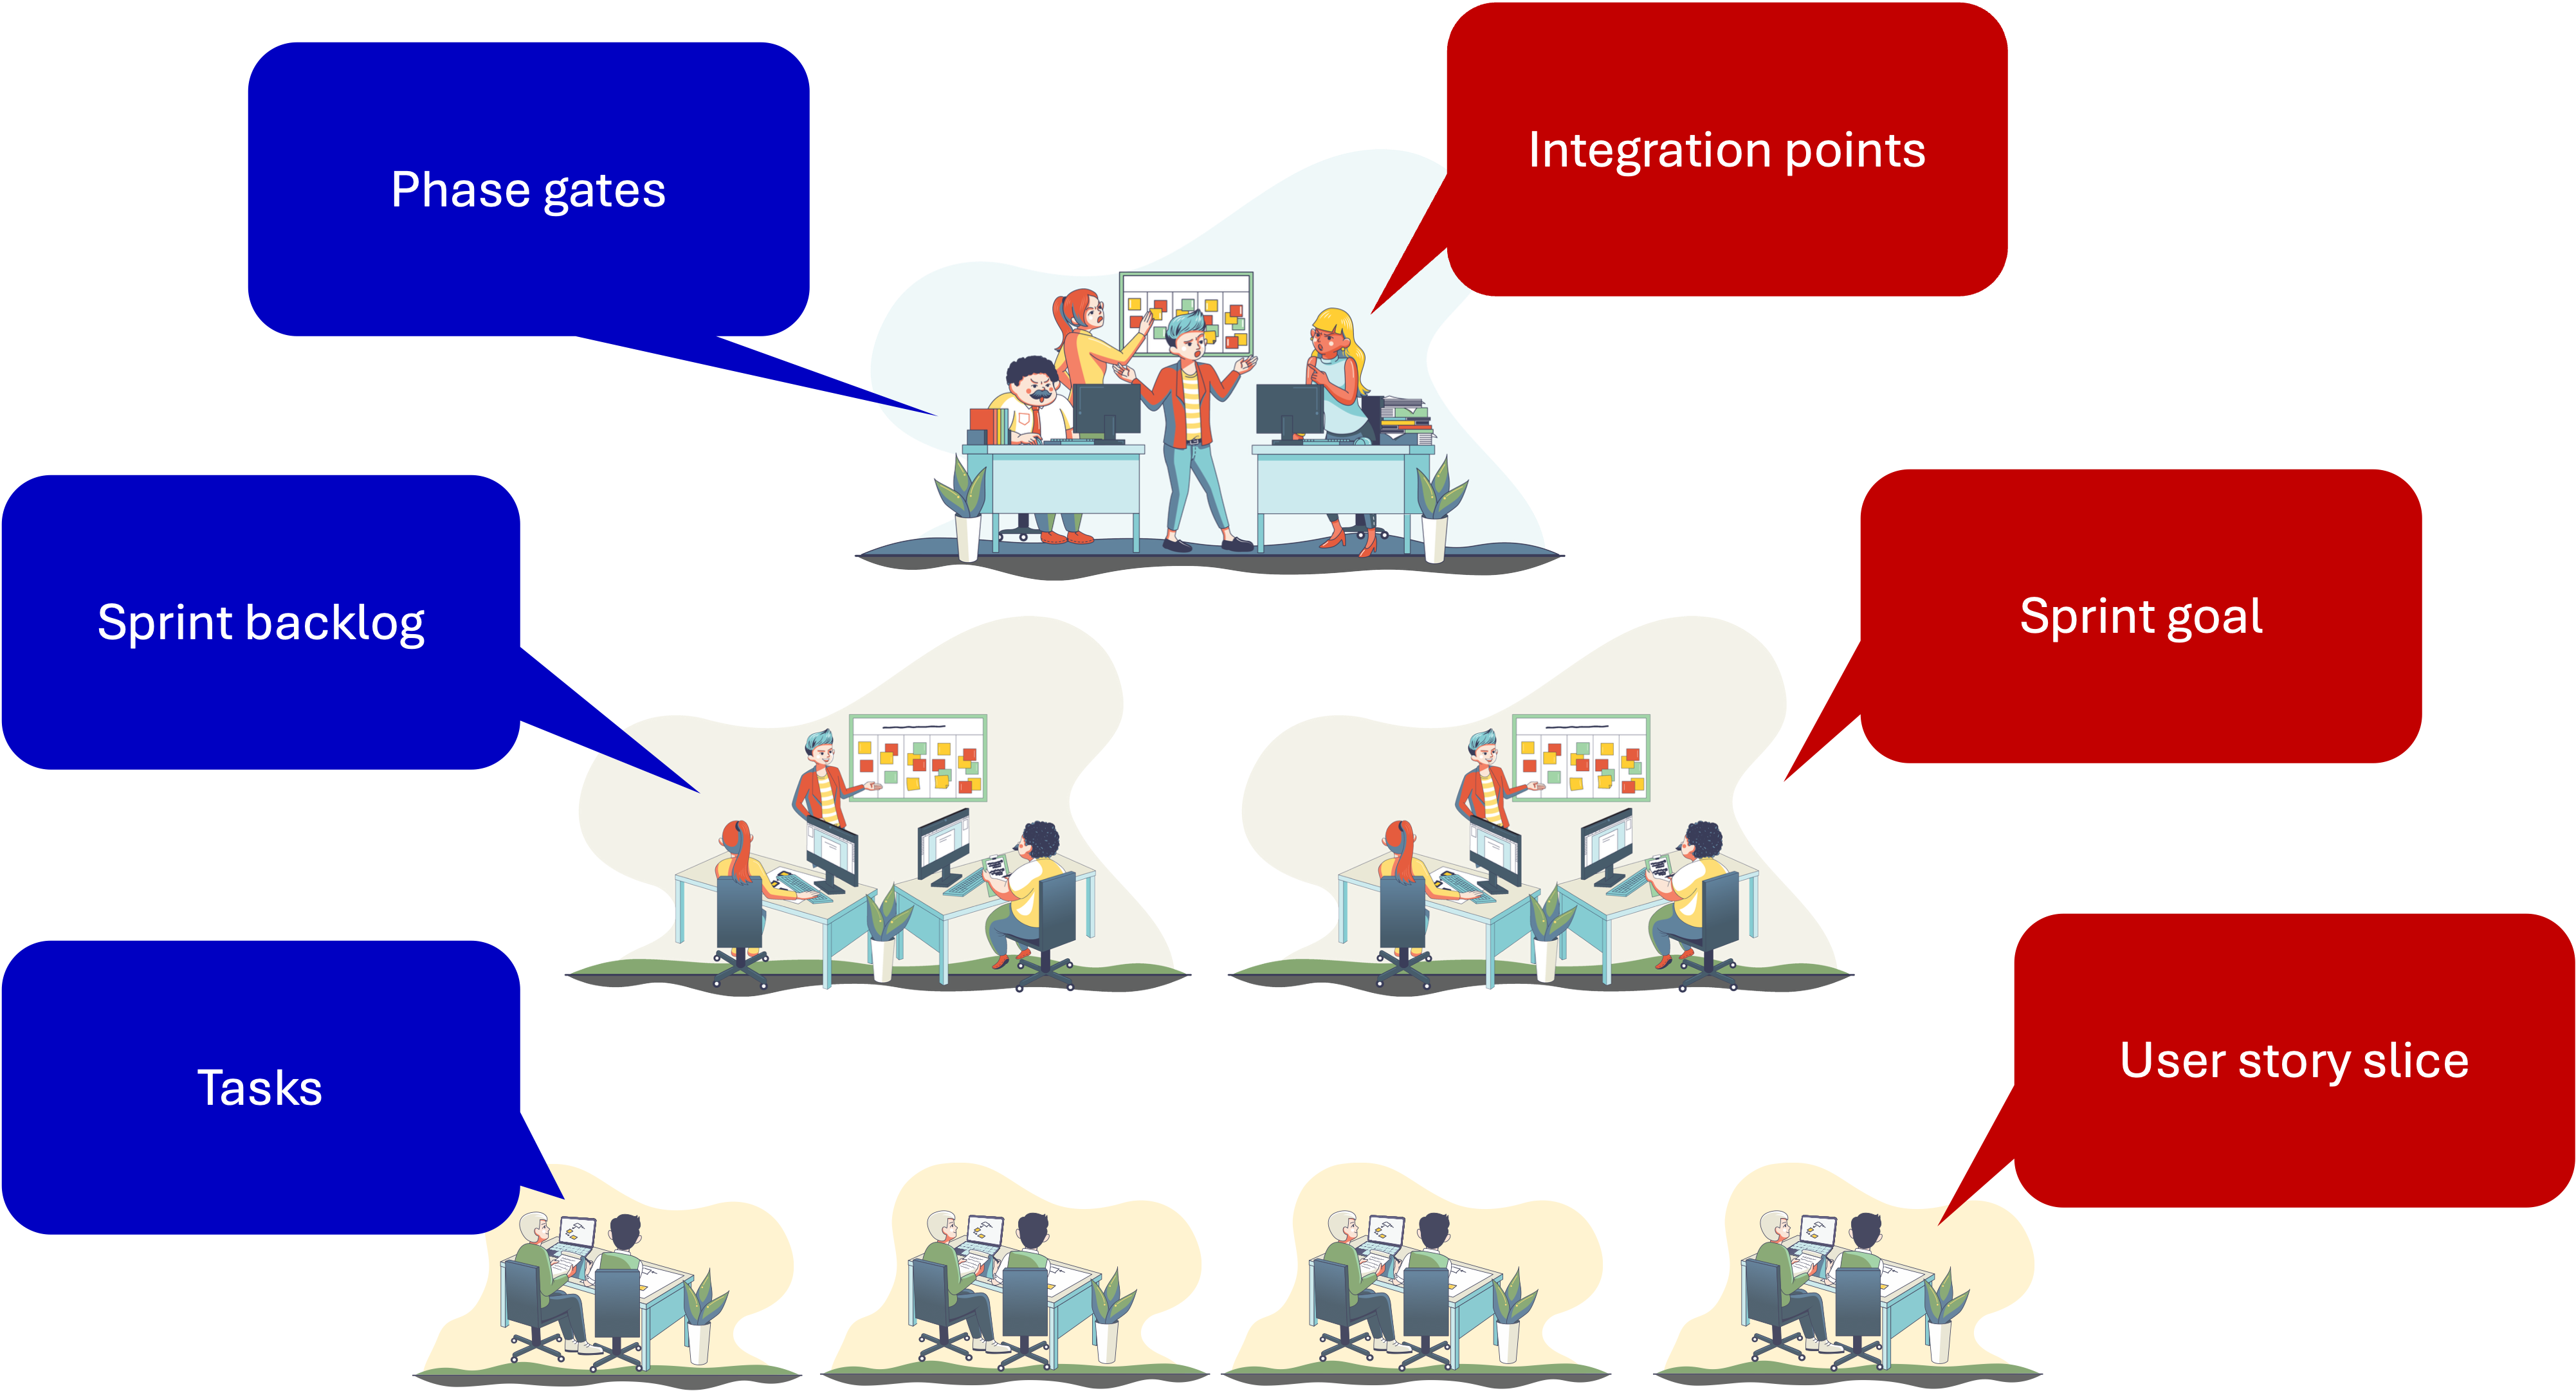 Phase gates
Integration points
Sprint backlog
Sprint goal
Tasks
User story slice